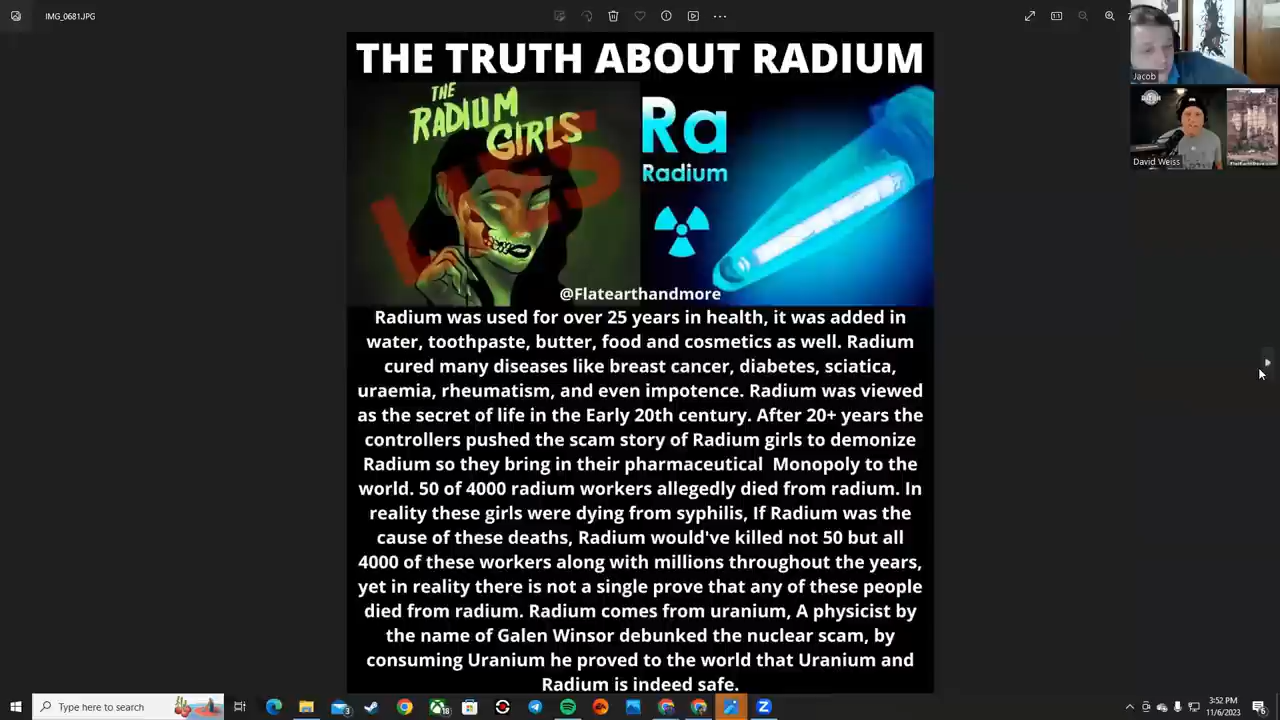 IMG_0681.JPG
Jacob
David Weiss
THE TRUTH ABOUT RADIUM
THE
RADIUM
GIRLS
LIES
Ra
Radium
@Flatearthandmore
Radium was used for over 25 years in health, it was added in
water, toothpaste, butter, food and cosmetics as well. Radium
cured many diseases like breast cancer, diabetes, sciatica,
uraemia, rheumatism, and even impotence. Radium was viewed
as the secret of life in the Early 20th century. After 20+ years the
controllers pushed the scam story of Radium girls to demonize
Radium so they bring in their pharmaceutical  Monopoly to the
world. 50 of 4000 radium workers allegedly died from radium. In
reality these girls were dying from syphilis, If Radium was the
cause of these deaths, Radium would've killed not 50 but all
4000 of these workers along with millions throughout the years,
yet in reality there is not a single prove that any of these people
died from radium. Radium comes from uranium, A physicist by
the name of Galen Winsor debunked the nuclear scam, by
consuming Uranium he proved to the world that Uranium and
Radium is indeed safe.
Type here to search
3:52 PM
11/6/2023